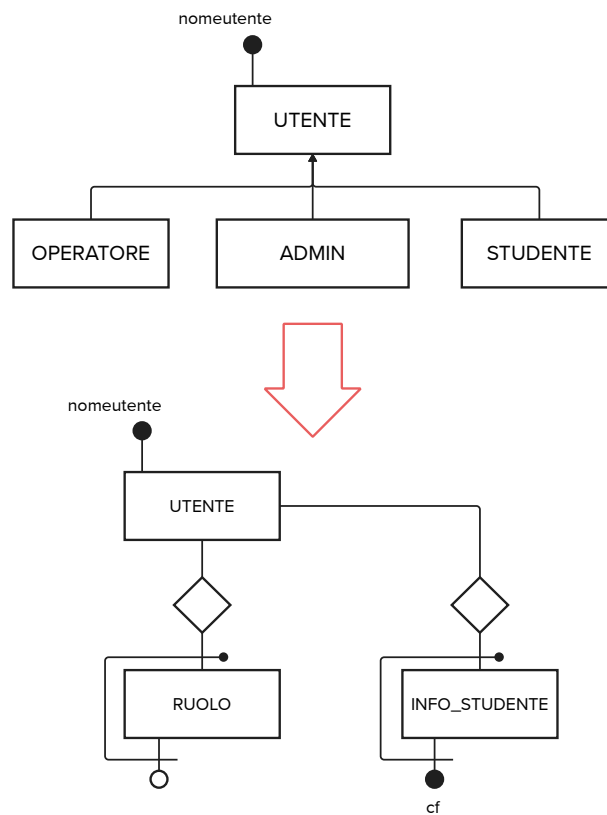 nomeutente
UTENTE
OPERATORE
ADMIN
STUDENTE
nomeutente
UTENTE
RUOLO
INFO_STUDENTE
cf